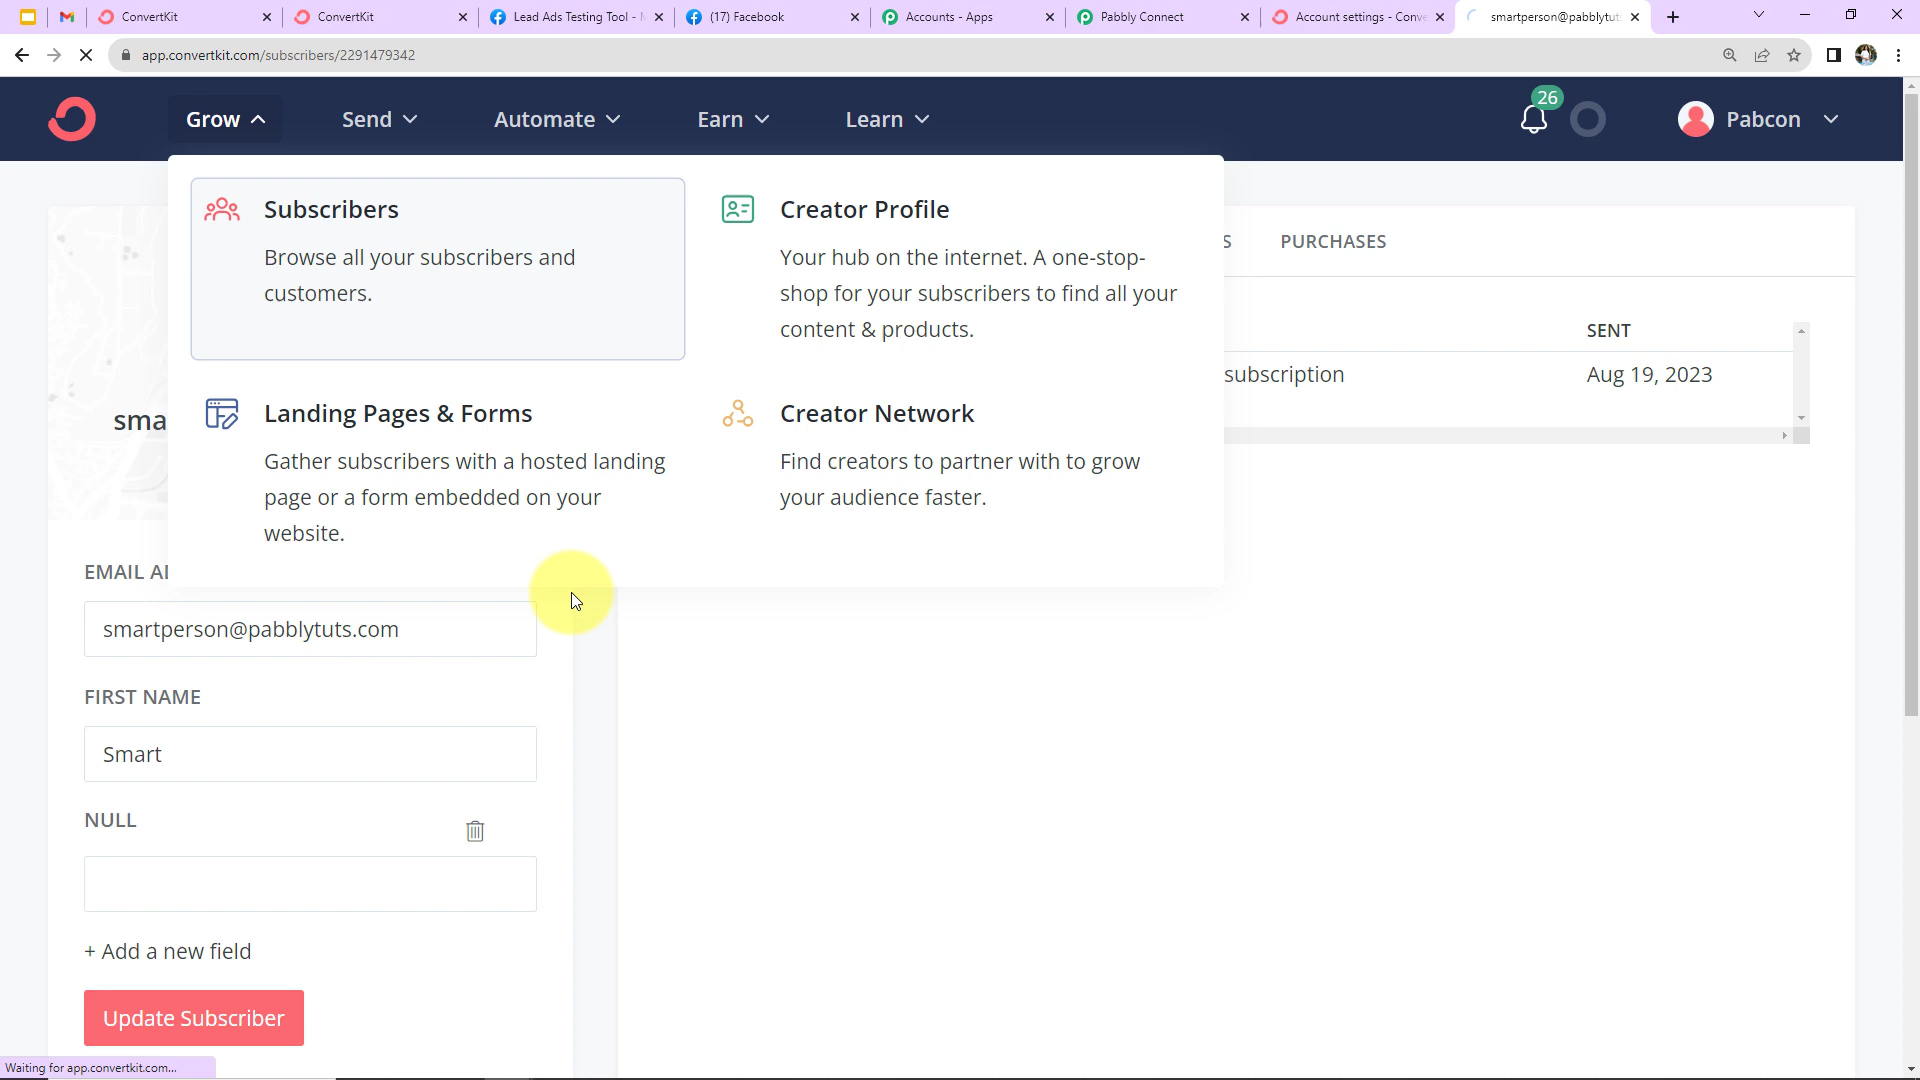 ConvertKit
ConvertKit
Lead Ads Testing Tool -
(17) Facebook
Accounts - Apps
Pabbly Connect
Account settings - Conve
smartperson@pabblytut
app.convertkit.com/subscribers/2291479342
Grow
Send
Automate
Earn
Learn
26
Pabcon
Subscribers
Browse all your subscribers and
customers.
Creator Profile
Your hub on the internet. A one-stop-
shop for your subscribers to find all your
content & products.
Landing Pages & Forms
Gather subscribers with a hosted landing
page or a form embedded on your
website.
Creator Network
Find creators to partner with to grow
your audience faster.
S
PURCHASES
SENT
subscription
Aug 19, 2023
sma
EMAIL AD
smartperson@pabblytuts.com
FIRST NAME
Smart
NULL
+ Add a new field
Update Subscriber
Waiting for app.convertkit.com...